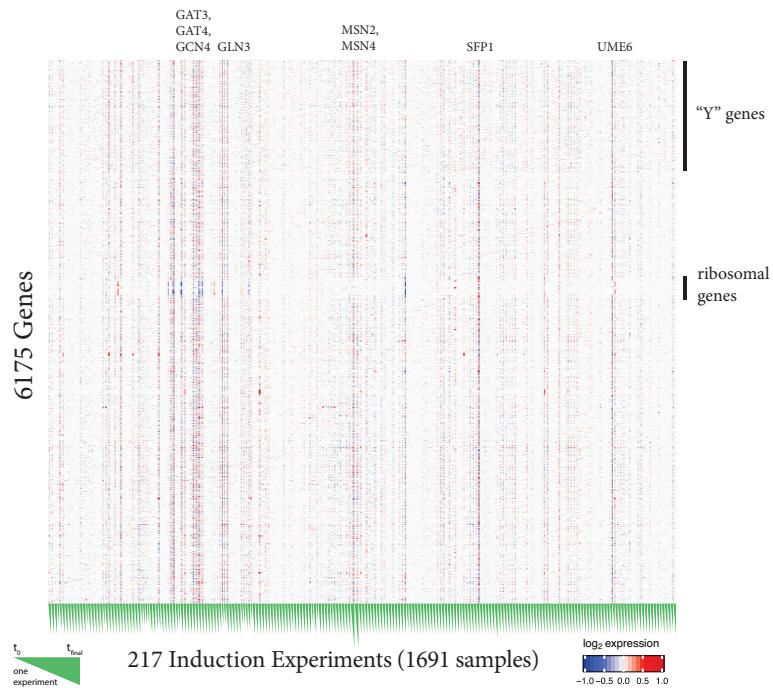 GAT3,
GAT4,
GCN4 GLN3
MSN2,
MSN4
SFP1
UME6
“Y” genes
ribosomal
genes
6175 Genes
t0 tfinal
one
experiment
217 Induction Experiments (1691 samples)
log2 expression
−1.0 −0.5 0.0 0.5 1.0